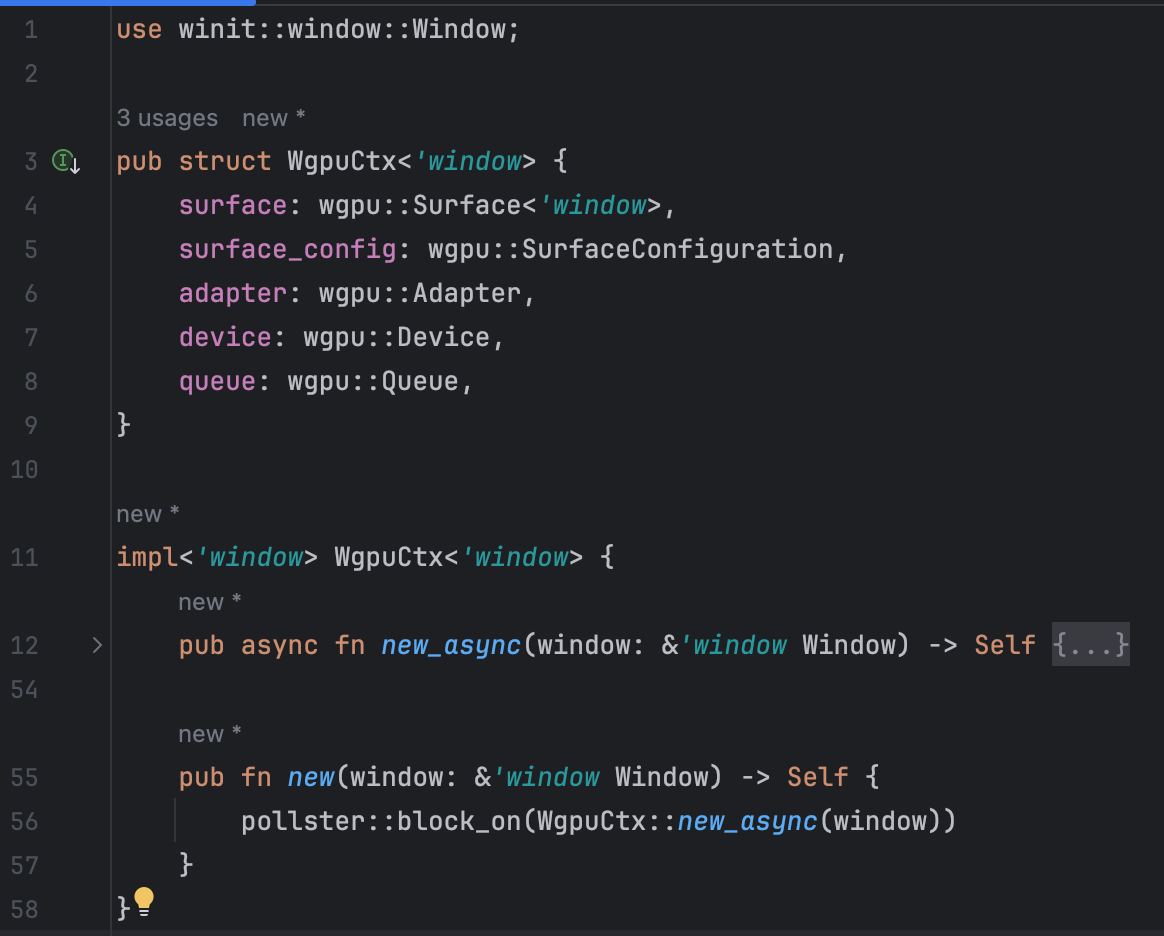 1 use winit::window::Window;
2
3 usages new *
3 pub struct WgpuCtx<'window> {
4     surface: wgpu::Surface<'window>,
5     surface_config: wgpu::SurfaceConfiguration,
6     adapter: wgpu::Adapter,
7     device: wgpu::Device,
8     queue: wgpu::Queue,
9 }
10
new *
11 impl<'window> WgpuCtx<'window> {
new *
12     pub async fn new_async(window: &'window Window) -> Self {...}
54
new *
55     pub fn new(window: &'window Window) -> Self {
56         pollster::block_on(WgpuCtx::new_async(window))
57     }
58 }